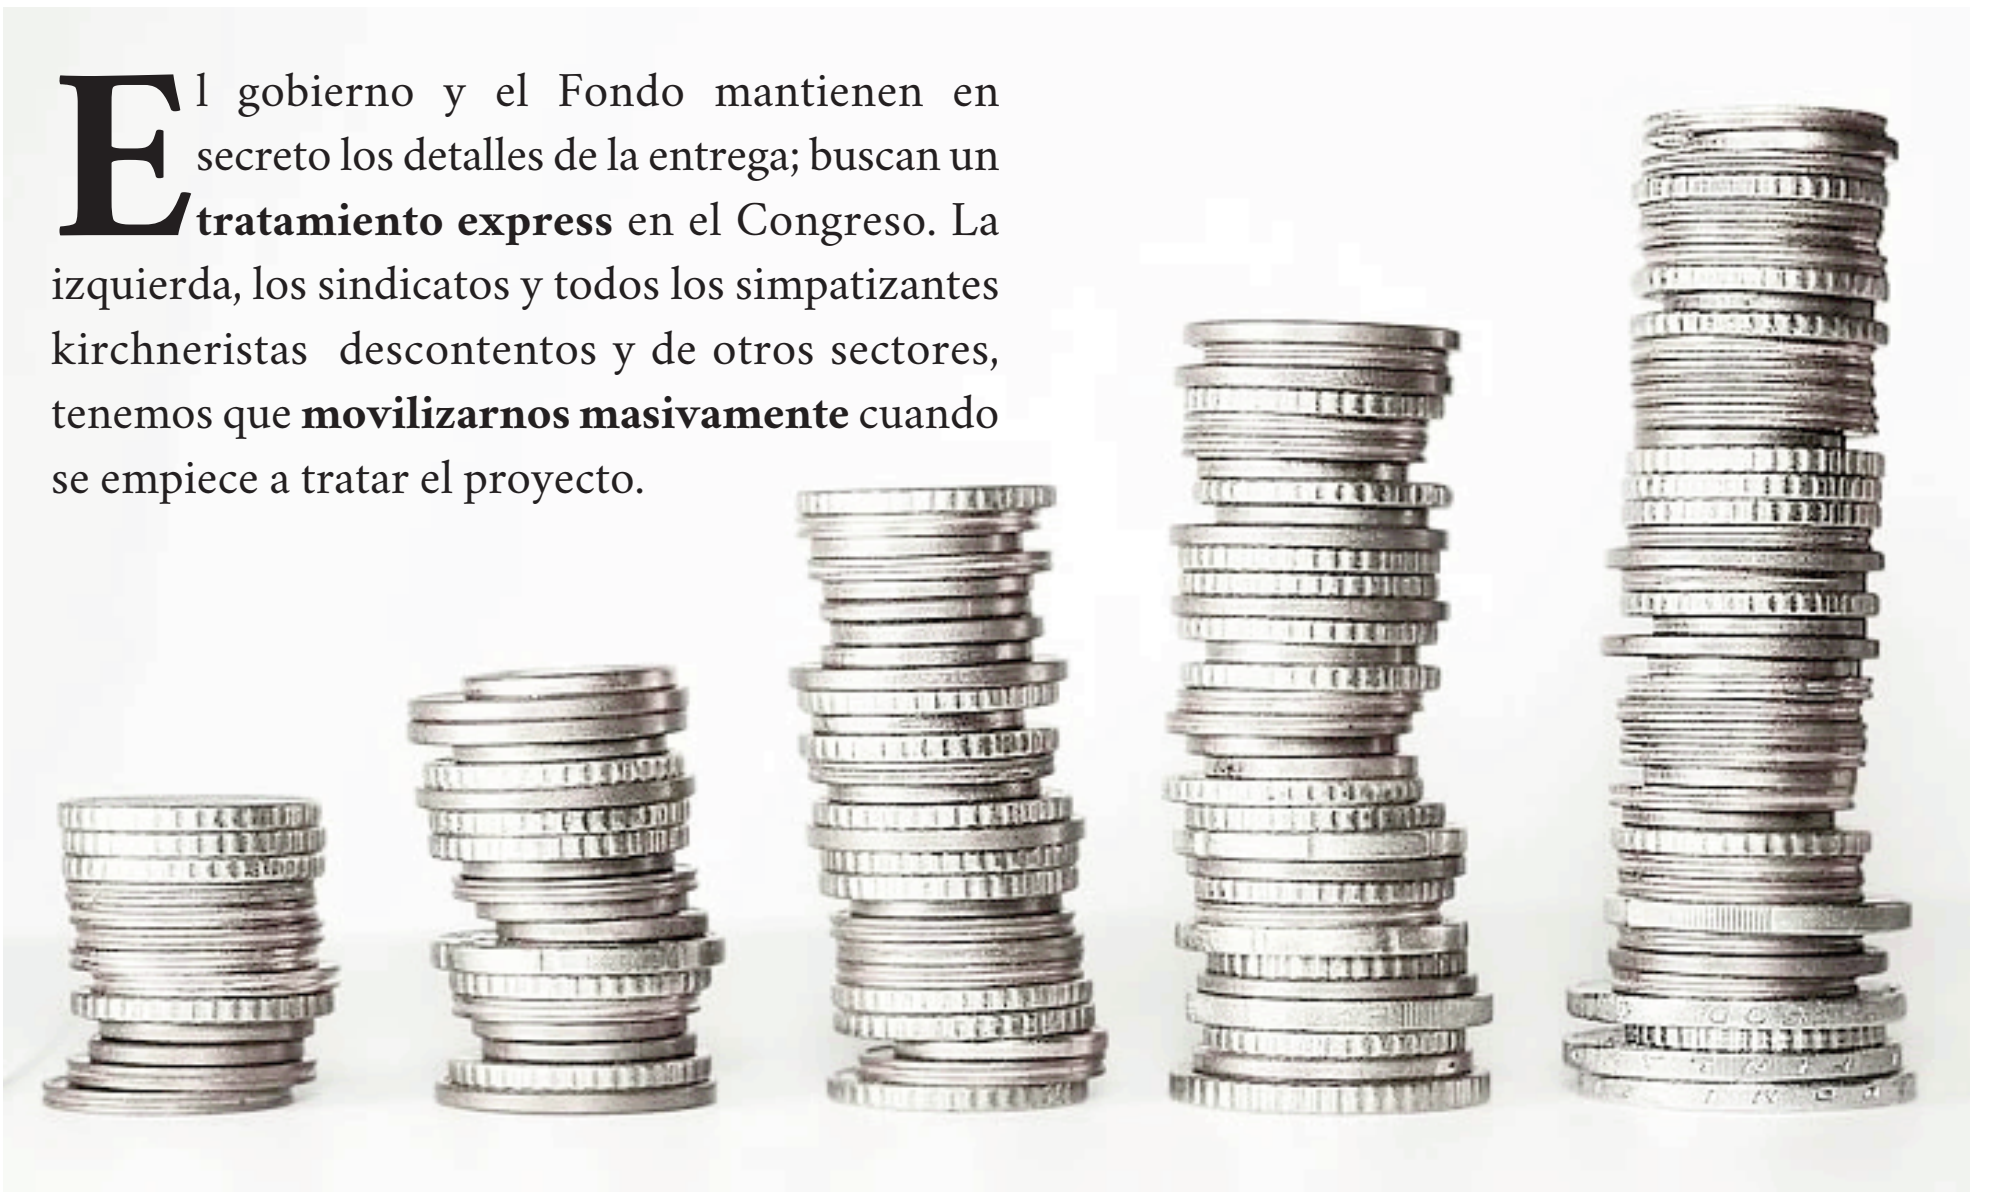 El gobierno y el Fondo mantienen en
secreto los detalles de la entrega; buscan un
tratamiento express en el Congreso. La
izquierda, los sindicatos y todos los simpatizantes
kirchneristas descontentos y de otros sectores,
tenemos que movilizarnos masivamente cuando
se empiece a tratar el proyecto.